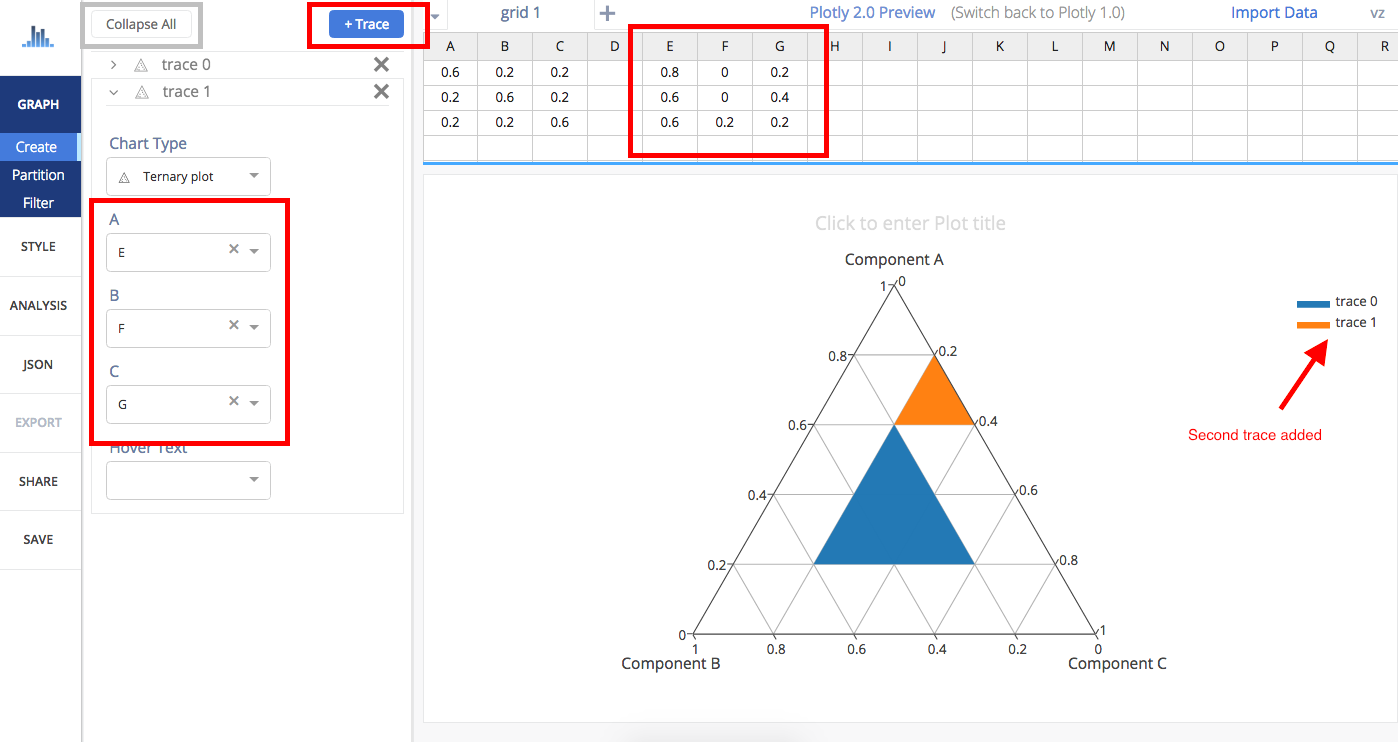 Collapse All
+ Trace
grid 1
+
Plotly 2.0 Preview (Switch back to Plotly 1.0)
Import Data
vz
trace 0
trace 1
GRAPH
Create
Partition
Filter
STYLE
ANALYSIS
JSON
EXPORT
SHARE
SAVE
Chart Type
Ternary plot
A
E
B
F
C
G
Hover Text
A B C D E F G H I J K L M N O P Q R
0.6 0.2 0.2 0.8 0 0.2
0.2 0.6 0.2 0.6 0 0.4
0.2 0.2 0.6 0.6 0.2 0.2
Click to enter Plot title
Component A
1 0
0.8 0.2
0.6 0.4
0.4 0.6
0.2 0.8
0 1
1 0.8 0.6 0.4 0.2 0
Component B Component C
trace 0
trace 1
Second trace added